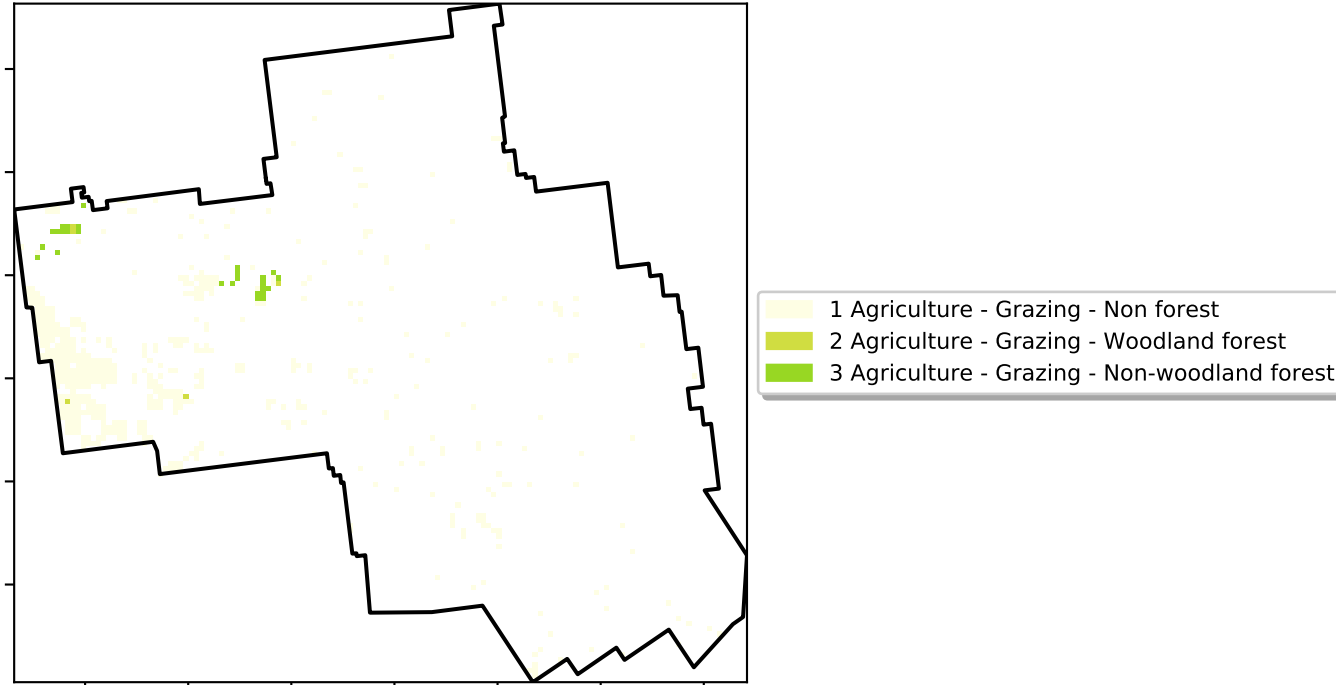 1 Agriculture - Grazing - Non forest
2 Agriculture - Grazing - Woodland forest
3 Agriculture - Grazing - Non-woodland forest